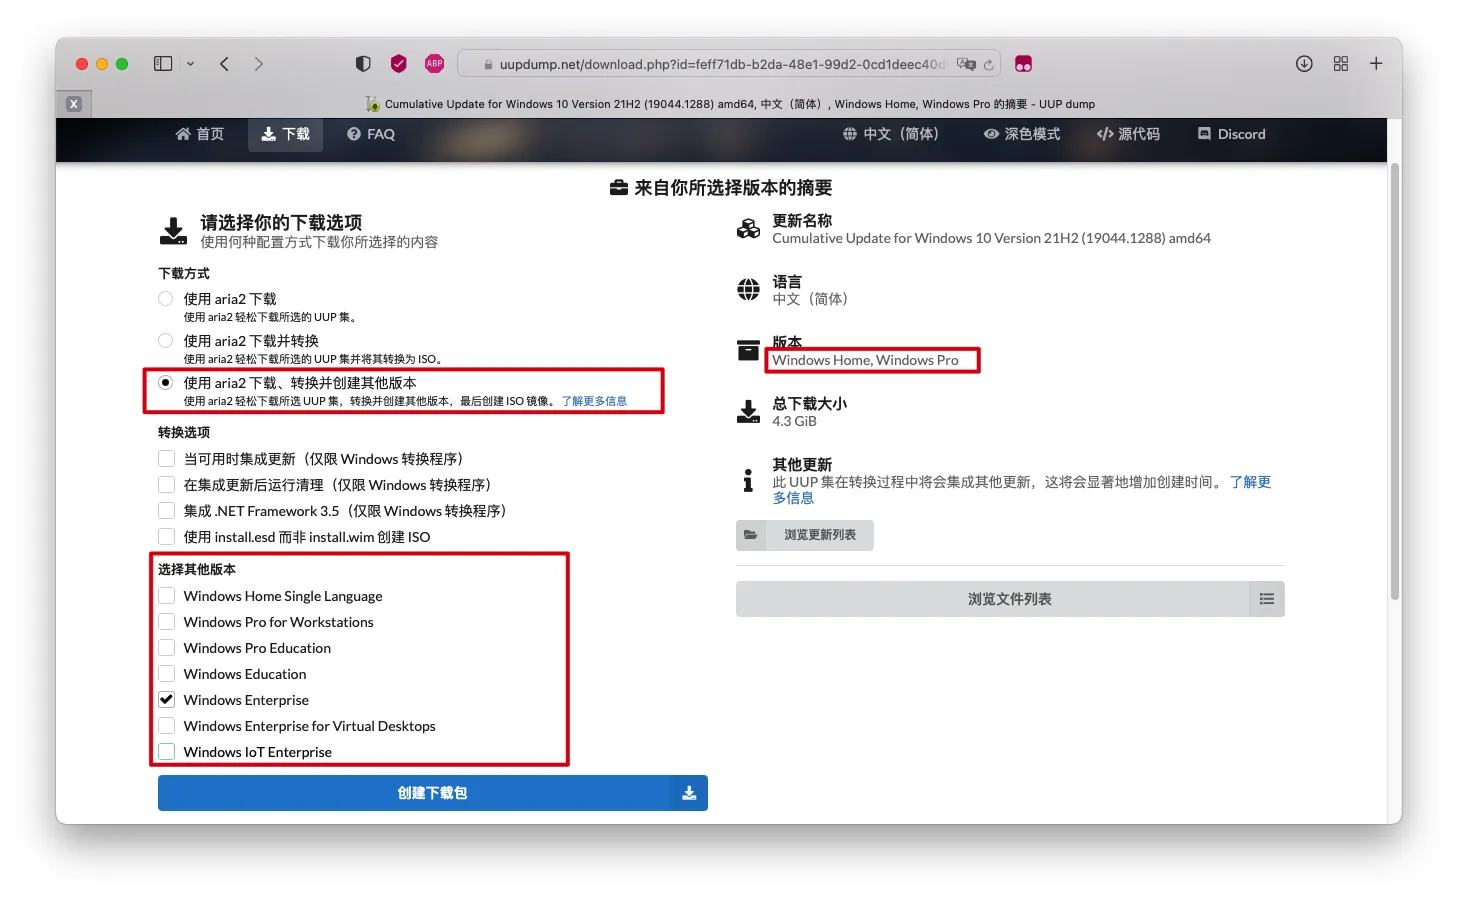 ABP
uupdump.net/download.php?id=feff71db-b2da-48e1-99d2-0cd1deec40d
X
Cumulative Update for Windows 10 Version 21H2 (19044.1288) amd64, 中文（简体）, Windows Home, Windows Pro 的摘要 - UUP dump
首页
下载
FAQ
中文（简体）
深色模式
源代码
Discord
来自你所选择版本的摘要
请选择你的下载选项
使用何种配置方式下载你所选择的内容
下载方式
使用 aria2 下载
使用 aria2 轻松下载所选的 UUP 集。
使用 aria2 下载并转换
使用 aria2 轻松下载所选的 UUP 集并将其转换为 ISO。
使用 aria2 下载、转换并创建其他版本
使用 aria2 轻松下载所选 UUP 集，转换并创建其他版本，最后创建 ISO 镜像。了解更多信息
转换选项
当可用时集成更新（仅限 Windows 转换程序）
在集成更新后运行清理（仅限 Windows 转换程序）
集成 .NET Framework 3.5（仅限 Windows 转换程序）
使用 install.esd 而非 install.wim 创建 ISO
选择其他版本
Windows Home Single Language
Windows Pro for Workstations
Windows Pro Education
Windows Education
Windows Enterprise
Windows Enterprise for Virtual Desktops
Windows IoT Enterprise
创建下载包
更新名称
Cumulative Update for Windows 10 Version 21H2 (19044.1288) amd64
语言
中文（简体）
版本
Windows Home, Windows Pro
总下载大小
4.3 GiB
其他更新
此 UUP 集在转换过程中将会集成其他更新，这将会显著地增加创建时间。了解更
多信息
浏览更新列表
浏览文件列表